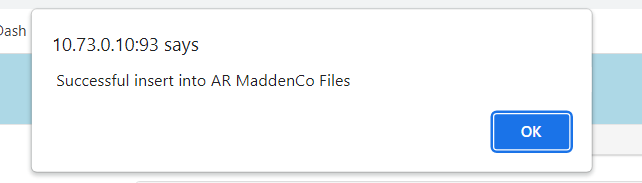 Dash
10.73.0.10:93 says
Successful insert into AR MaddenCo Files
OK